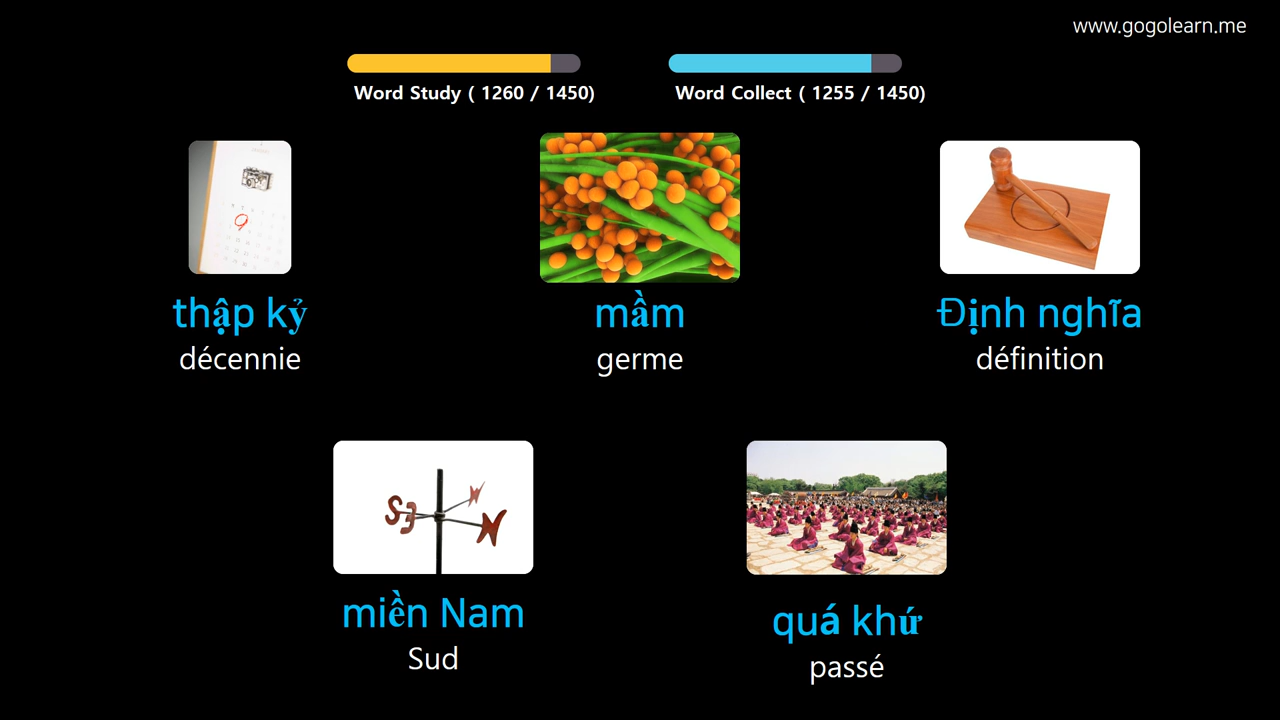 www.gogolearn.me
Word Study ( 1260 / 1450)
Word Collect ( 1255 / 1450)
thập kỷ
décennie
mầm
germe
Định nghĩa
définition
miền Nam
Sud
quá khứ
passé